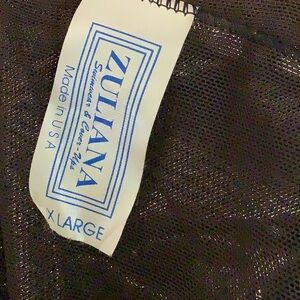 ZULIANA
Swimwear & Cover-Ups
Made in U.S.A
X LARGE